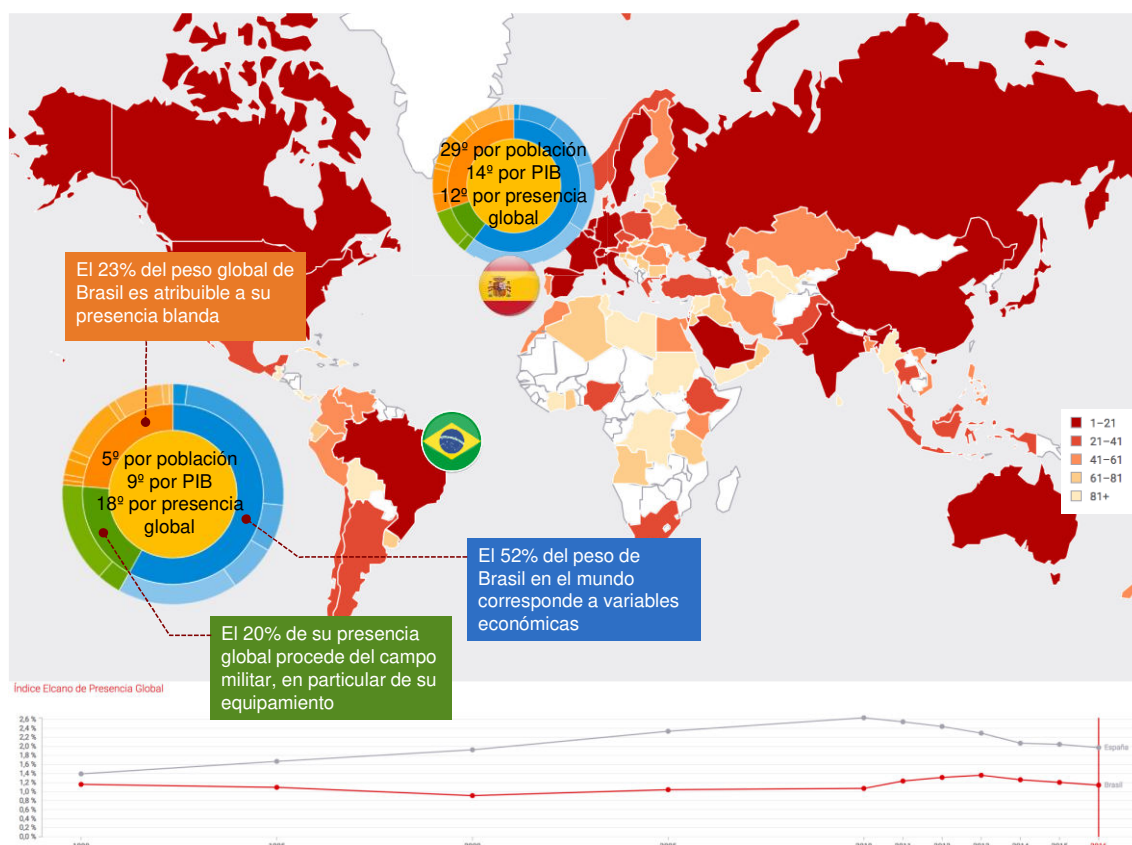 29º por población
14º por PIB
12º por presencia
global
El 23% del peso global de
Brasil es atribuible a su
presencia blanda
5º por población
9º por PIB
18º por presencia
global
1–21
21–41
41–61
61–81
81+
El 52% del peso de
Brasil en el mundo
corresponde a variables
económicas
El 20% de su presencia
global procede del campo
militar, en particular de su
equipamiento
Índice Elcano de Presencia Global
2,6 %
2,4 %
2,2 %
2,0 %
1,8 %
1,6 %
1,4 %
1,2 %
1,0 %
0,8 %
0,6 %
0,4 %
0,2 %
0,0 %
España
Brasil